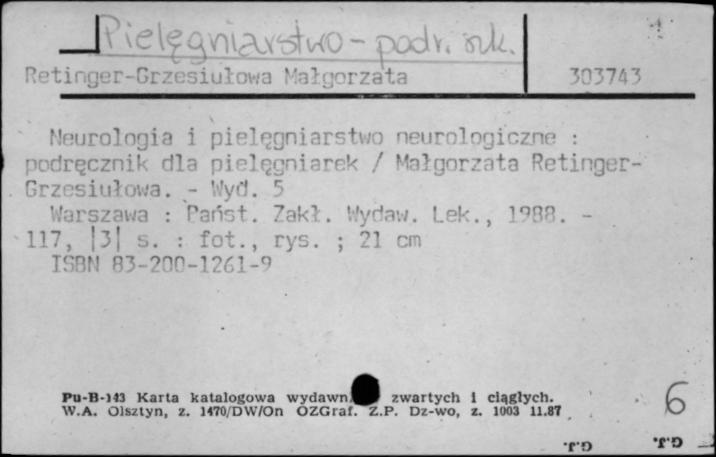 Pielęgniarstwo - podr. szk.
Retinger-Grzesiułowa Małgorzata 303743
Neurologia i pielęgniarstwo neurologiczne :
podręcznik dla pielęgniarek / Małgorzata Retinger-
Grzesiułowa. - Wyd. 5
Warszawa : Państ. Zakł. Wydaw. Lek., 1988. -
117, |3| s. : fot., rys. ; 21 cm
ISBN 83-200-1261-9
Pu-B-143 Karta katalogowa wydawn. zwartych i ciągłych.
W.A. Olsztyn, z. 1470/DW/On OZGraf. Z.P. Dz-wo, z. 1003 11.87
6
G.J. G.J.